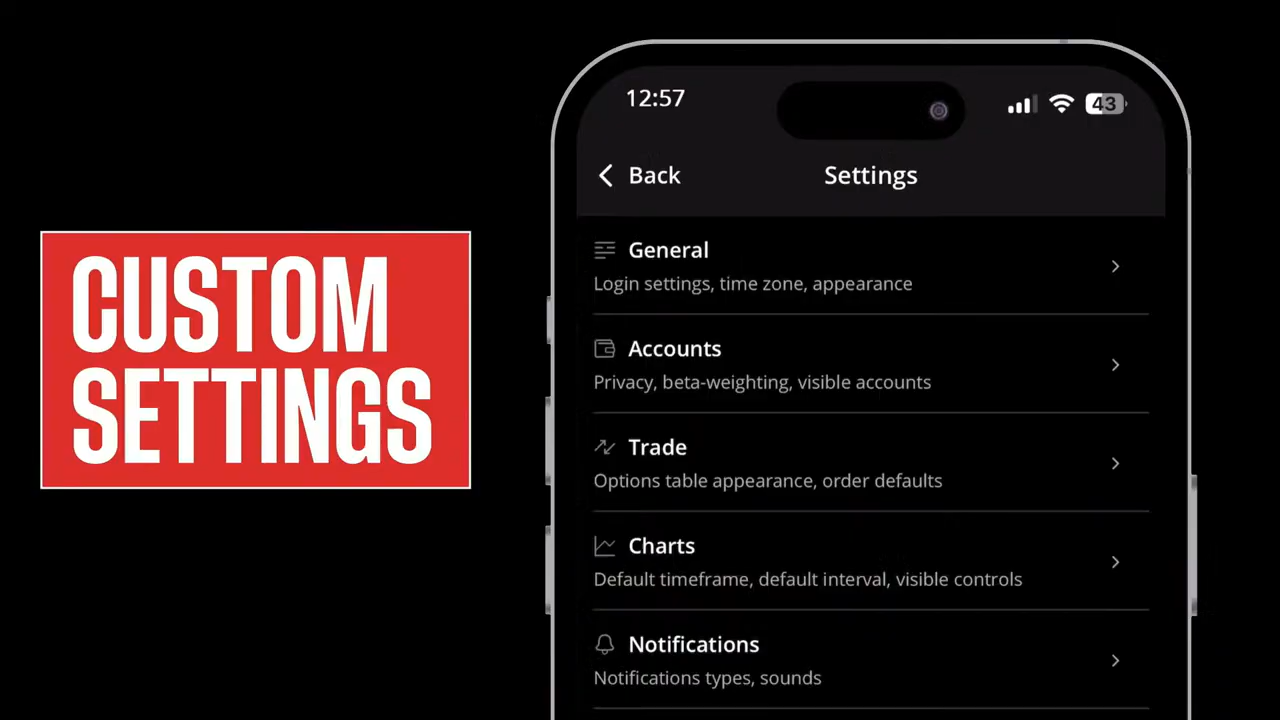 CUSTOM
SETTINGS
12:57
43
Back
Settings
General
Login settings, time zone, appearance
Accounts
Privacy, beta-weighting, visible accounts
Trade
Options table appearance, order defaults
Charts
Default timeframe, default interval, visible controls
Notifications
Notifications types, sounds